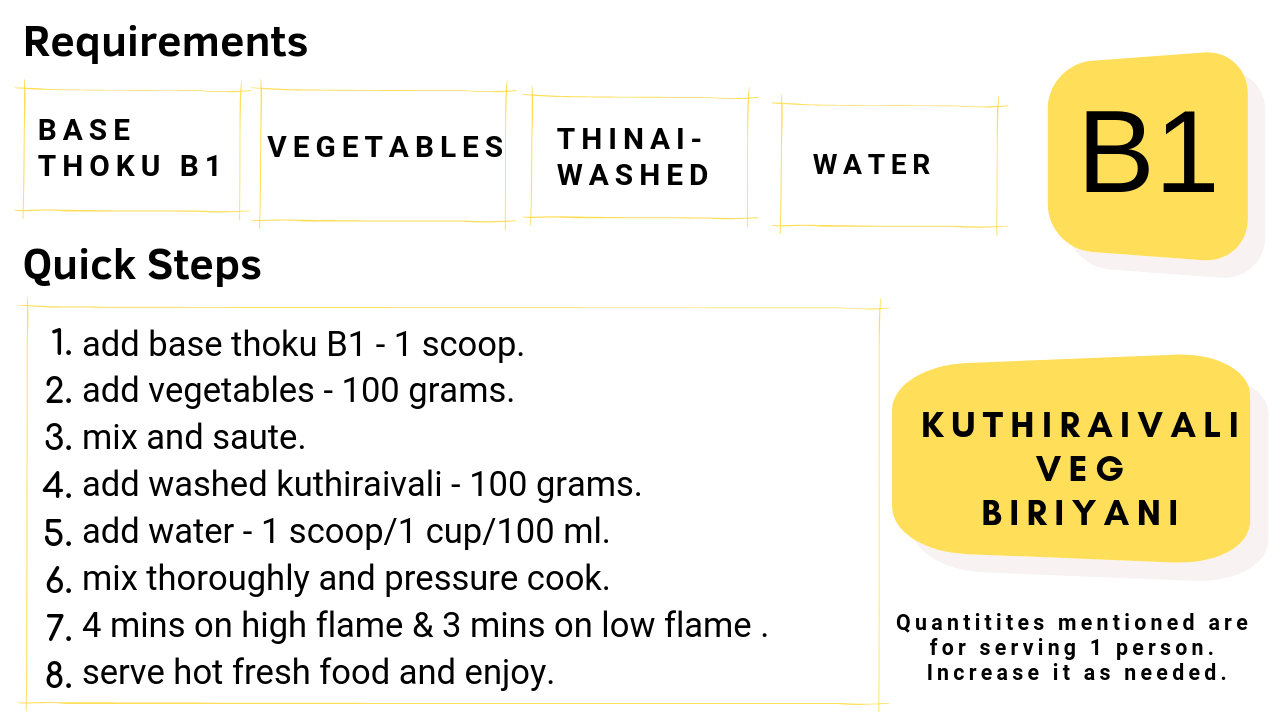 Requirements
BASE
THOKU B1
VEGETABLES
THINAI-
WASHED
WATER
B1
Quick Steps
1. add base thoku B1 - 1 scoop.
2. add vegetables - 100 grams.
3. mix and saute.
4. add washed kuthiraivali - 100 grams.
5. add water - 1 scoop/1 cup/100 ml.
6. mix thoroughly and pressure cook.
7. 4 mins on high flame & 3 mins on low flame .
8. serve hot fresh food and enjoy.
KUTHIRAIVALI
VEG
BIRIYANI
Quantitites mentioned are
for serving 1 person.
Increase it as needed.